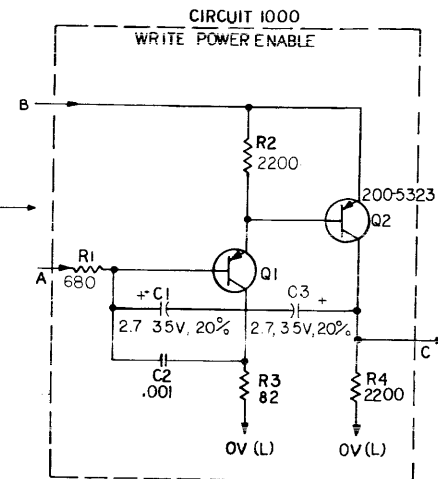 CIRCUIT 1000
WRITE POWER ENABLE
B
R2
2200
200-5323
Q2
R1
680
A
Q1
+ C1
2.7 35V, 20%
C3 +
2.7, 35V, 20%
C
C2
.001
R3
82
R4
2200
0V (L)
0V (L)